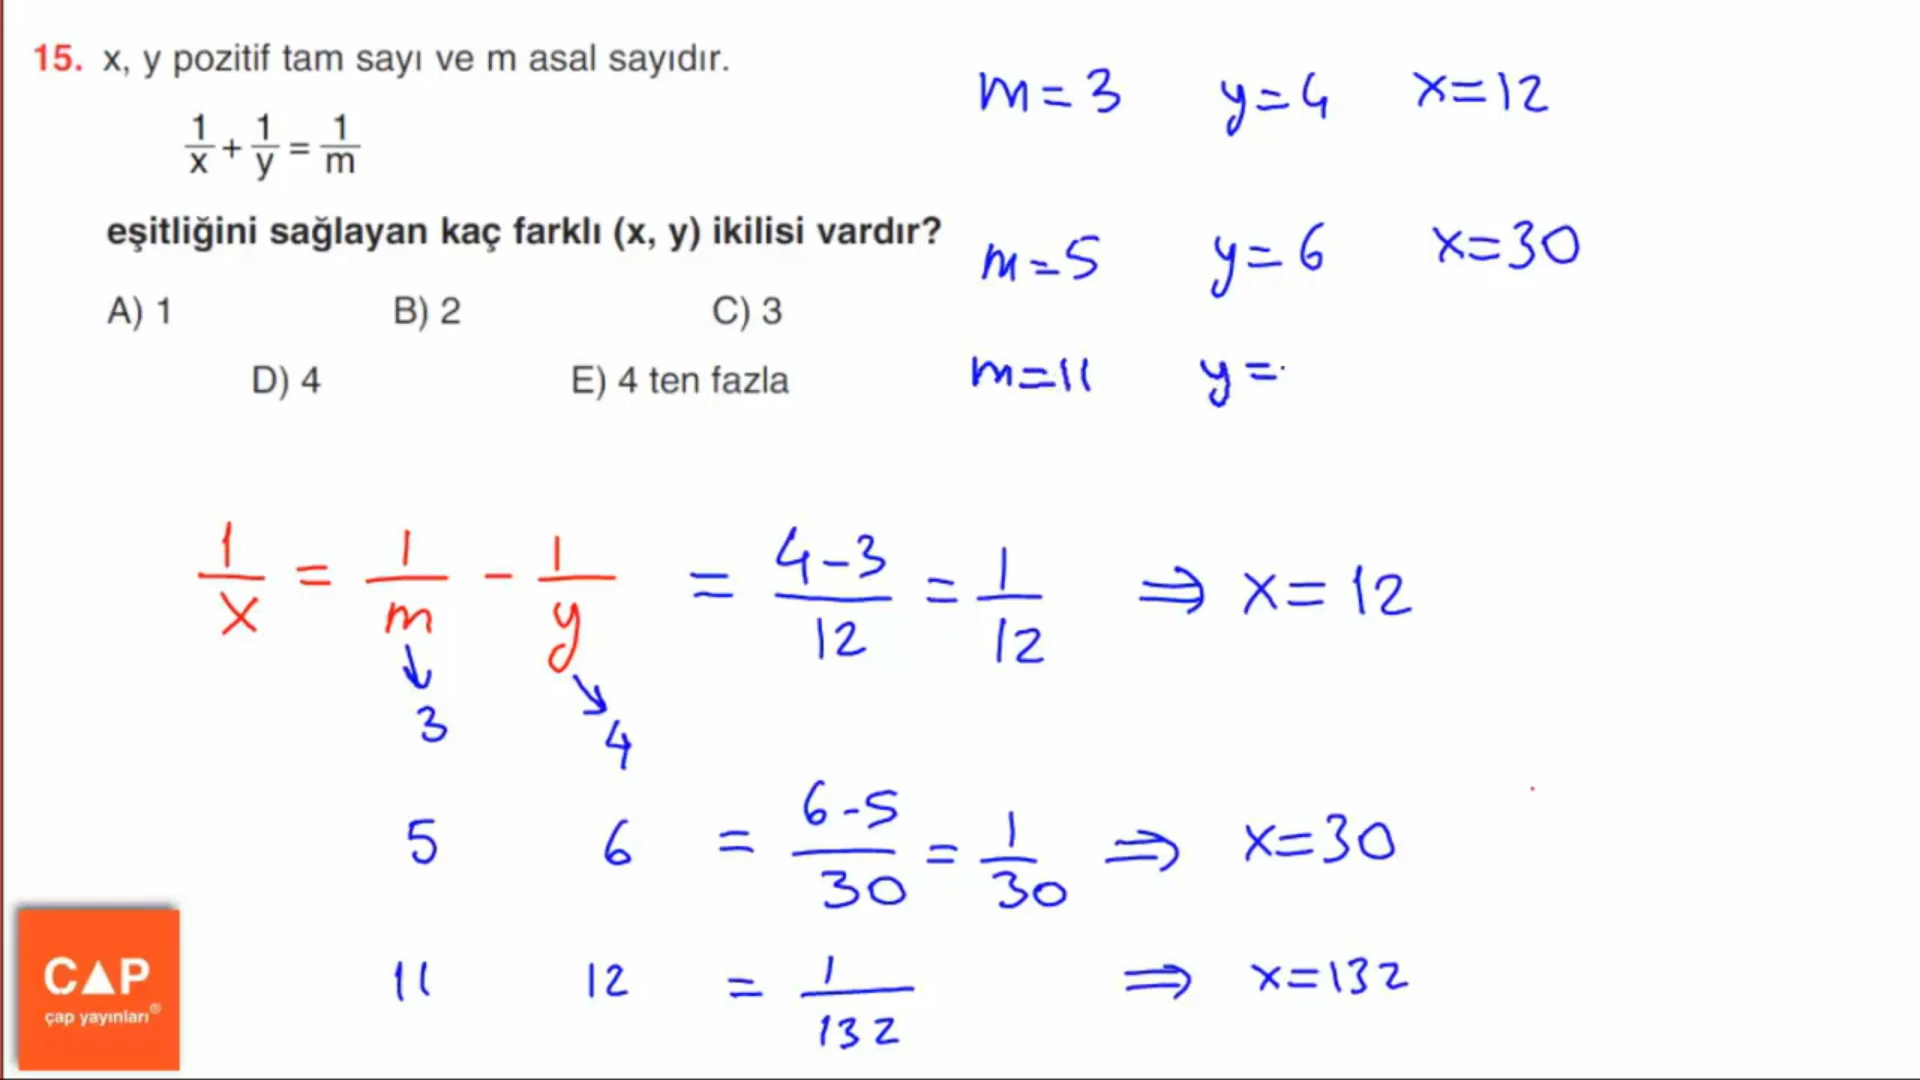 15. x, y pozitif tam sayı ve m asal sayıdır.
1/x + 1/y = 1/m
eşitliğini sağlayan kaç farklı (x, y) ikilisi vardır?
A) 1 B) 2 C) 3
D) 4 E) 4 ten fazla
m=3 y=4 x=12
m=5 y=6 x=30
m=11 y=
1/x = 1/m - 1/y = 4-3/12 = 1/12 ⇒ x=12
↓ ↘
3 4
5 6 = 6-5/30 = 1/30 ⇒ x=30
11 12 = 1/132 ⇒ x=132
CAP
çap yayınları®